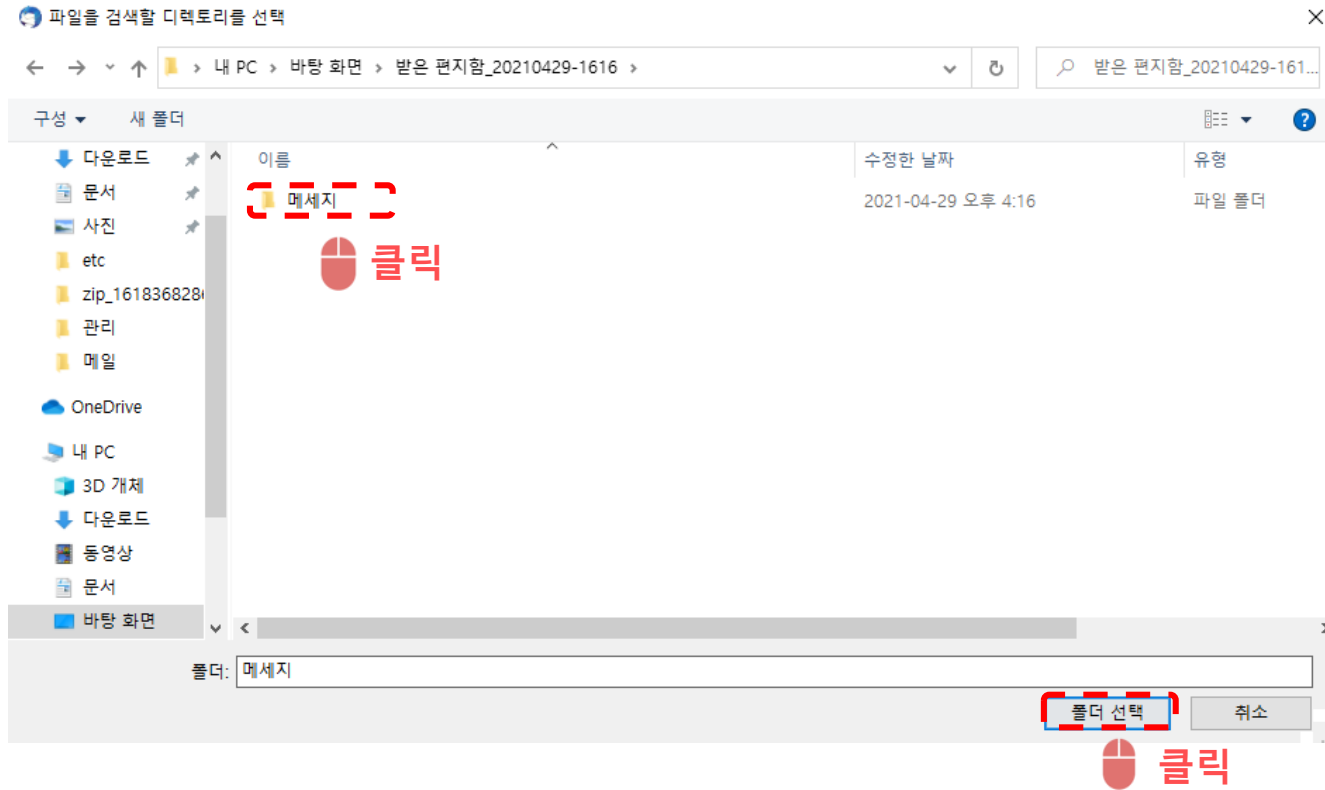 파일을 검색할 디렉토리를 선택
내 PC > 바탕 화면 > 받은 편지함_20210429-1616 >
받은 편지함_20210429-161...
구성
새 폴더
이름
수정한 날짜
유형
다운로드
문서
사진
etc
zip_1618368286
관리
메일
OneDrive
내 PC
3D 개체
다운로드
동영상
문서
바탕 화면
메세지
2021-04-29 오후 4:16
파일 폴더
클릭
폴더: 메세지
폴더 선택
취소
클릭